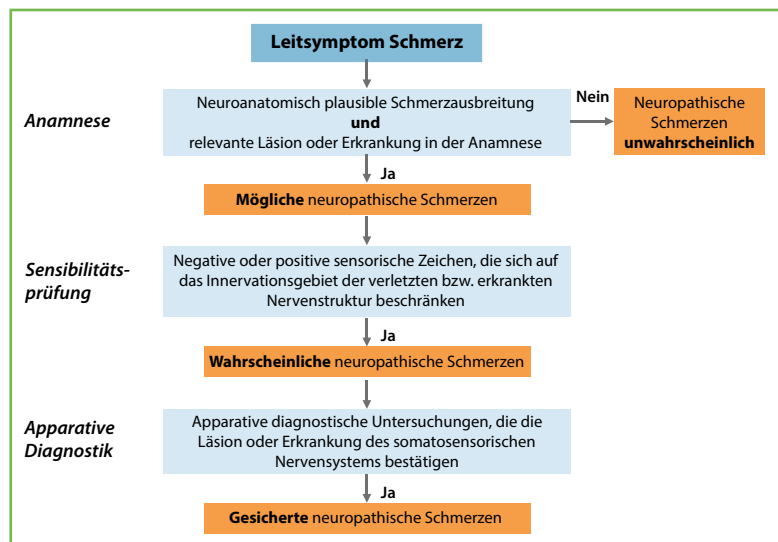 Leitsymptom Schmerz
Anamnese
Neuroanatomisch plausible Schmerzausbreitung
und
relevante Läsion oder Erkrankung in der Anamnese
Nein
Neuropathische
Schmerzen
unwahrscheinlich
Ja
Mögliche neuropathische Schmerzen
Sensibilitäts-
prüfung
Negative oder positive sensorische Zeichen, die sich auf
das Innervationsgebiet der verletzten bzw. erkrankten
Nervenstruktur beschränken
Ja
Wahrscheinliche neuropathische Schmerzen
Apparative
Diagnostik
Apparative diagnostische Untersuchungen, die die
Läsion oder Erkrankung des somatosensorischen
Nervensystems bestätigen
Ja
Gesicherte neuropathische Schmerzen